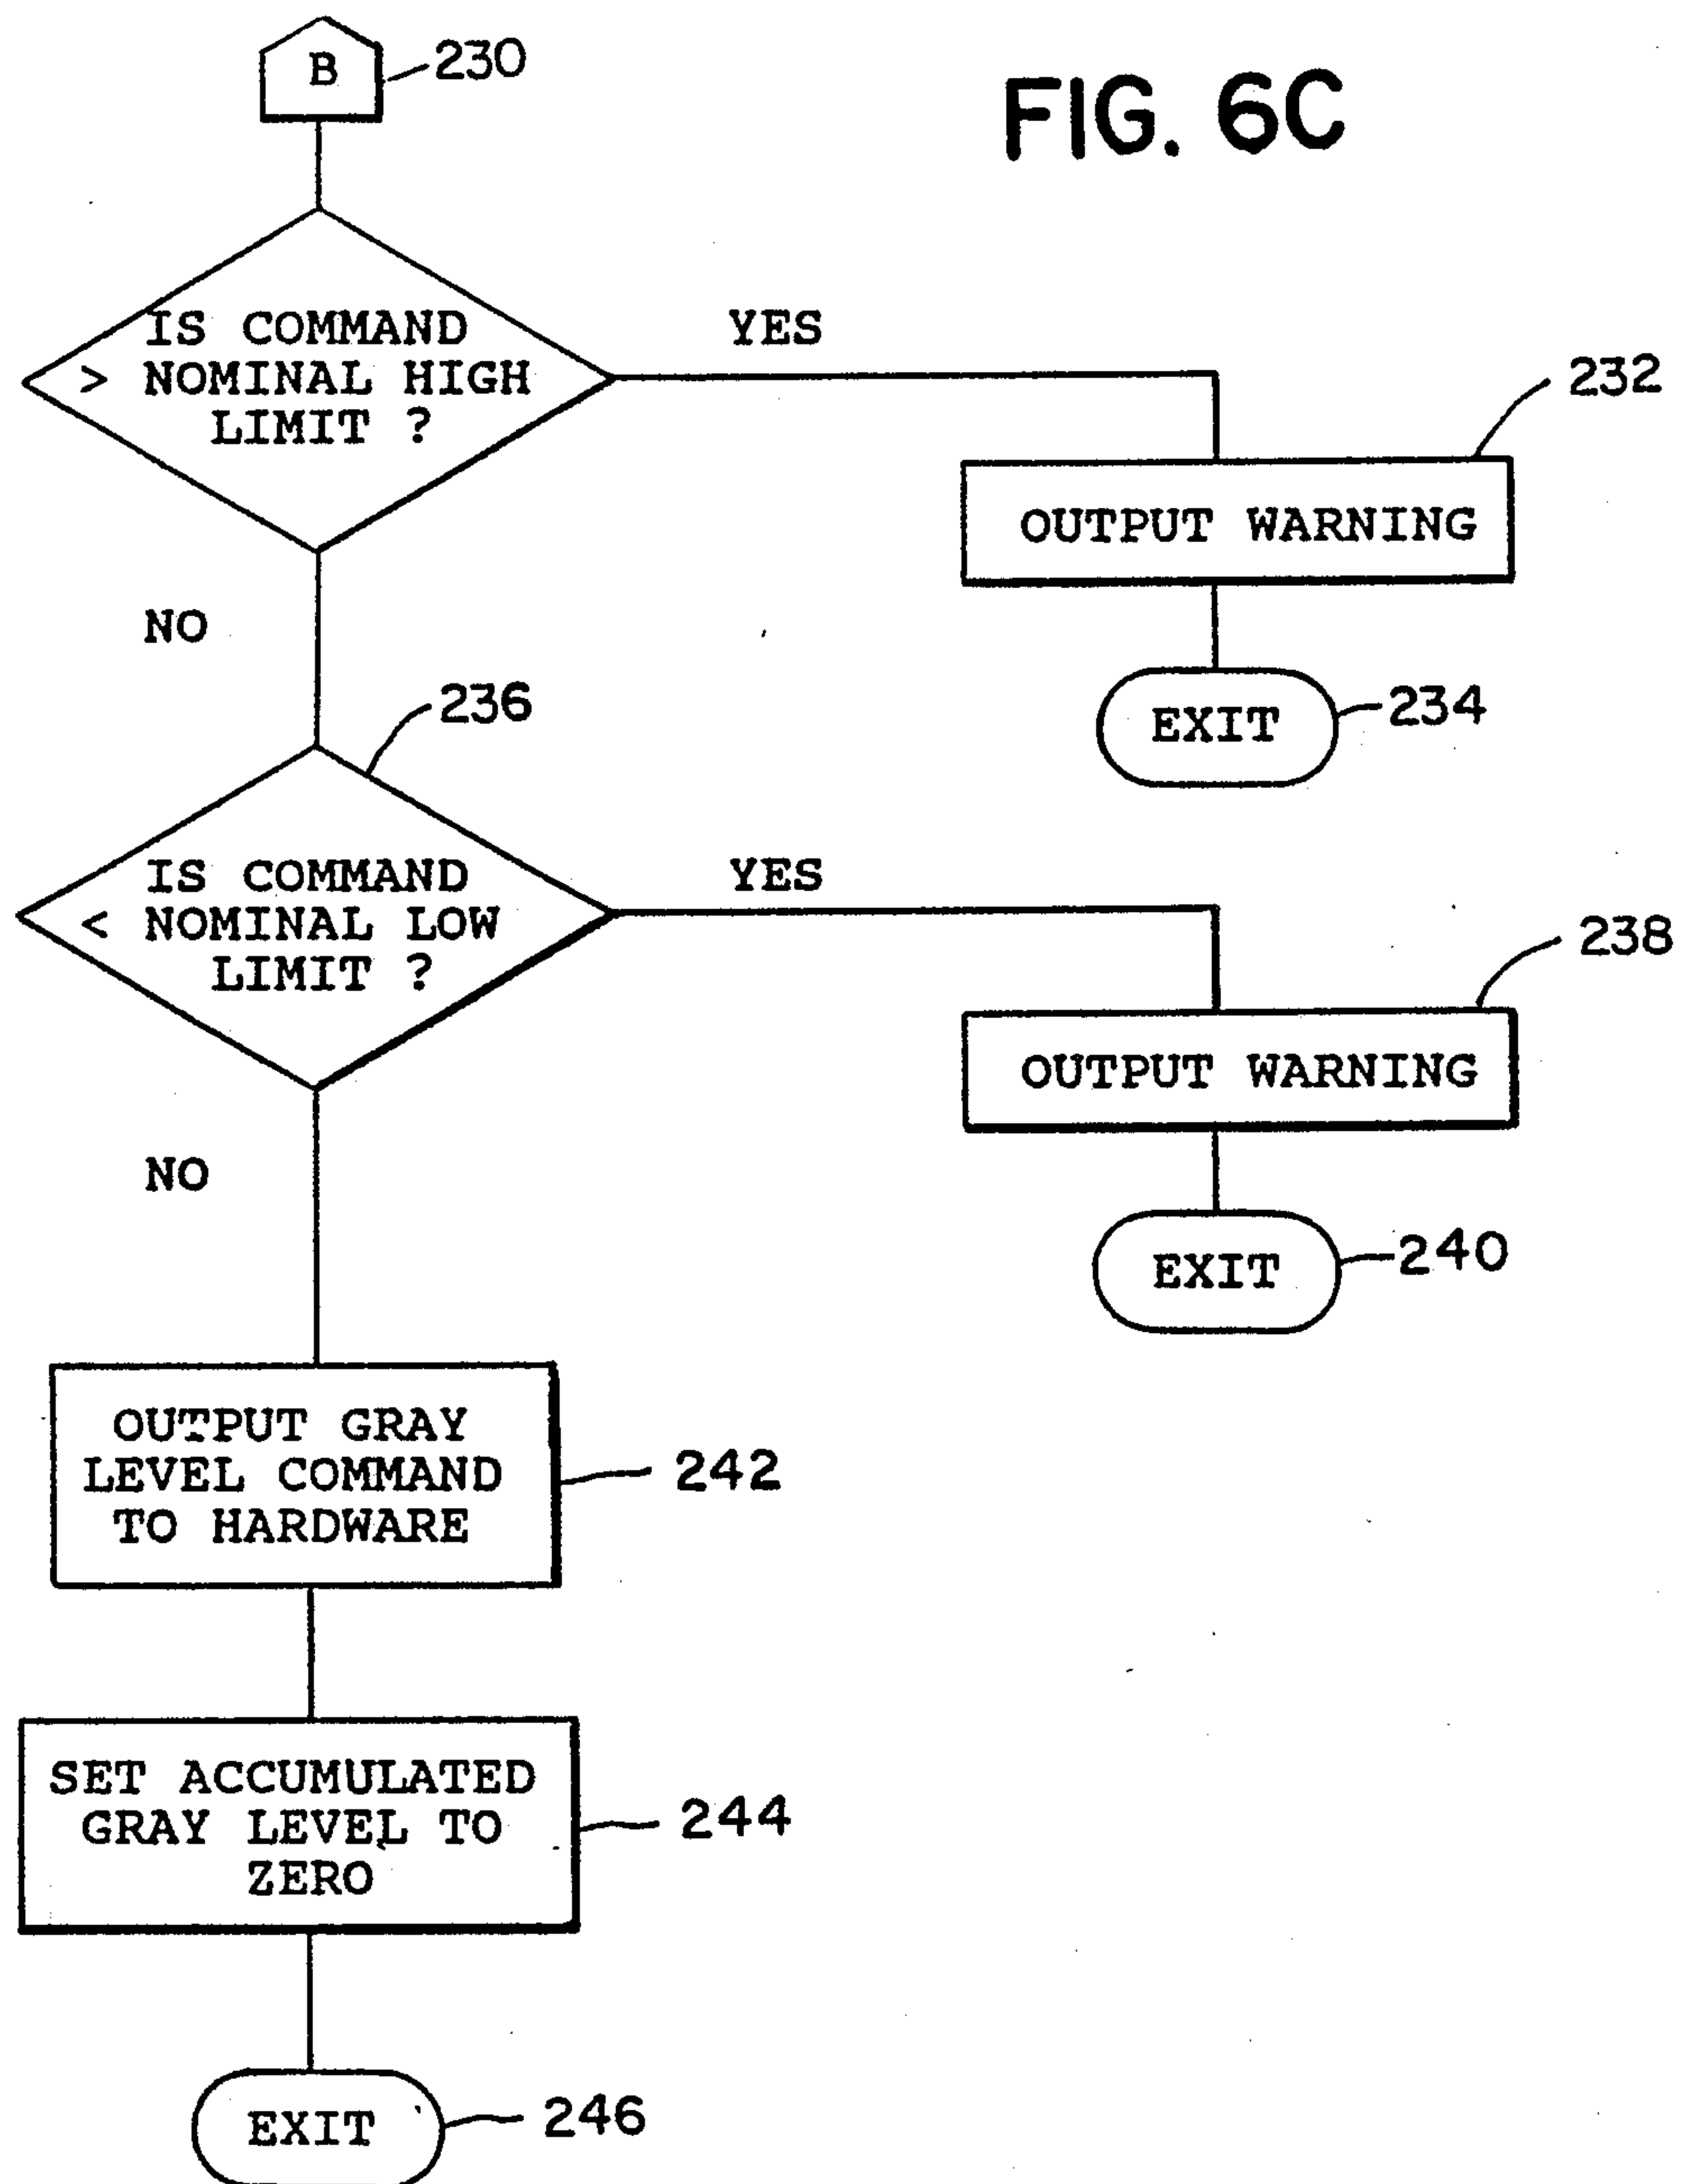 B
230
FIG. 6C
IS COMMAND
> NOMINAL HIGH
LIMIT ?
YES
232
OUTPUT WARNING
NO
EXIT
234
236
IS COMMAND
< NOMINAL LOW
LIMIT ?
YES
238
OUTPUT WARNING
NO
EXIT
240
OUTPUT GRAY
LEVEL COMMAND
TO HARDWARE
242
SET ACCUMULATED
GRAY LEVEL TO
ZERO
244
EXIT
246